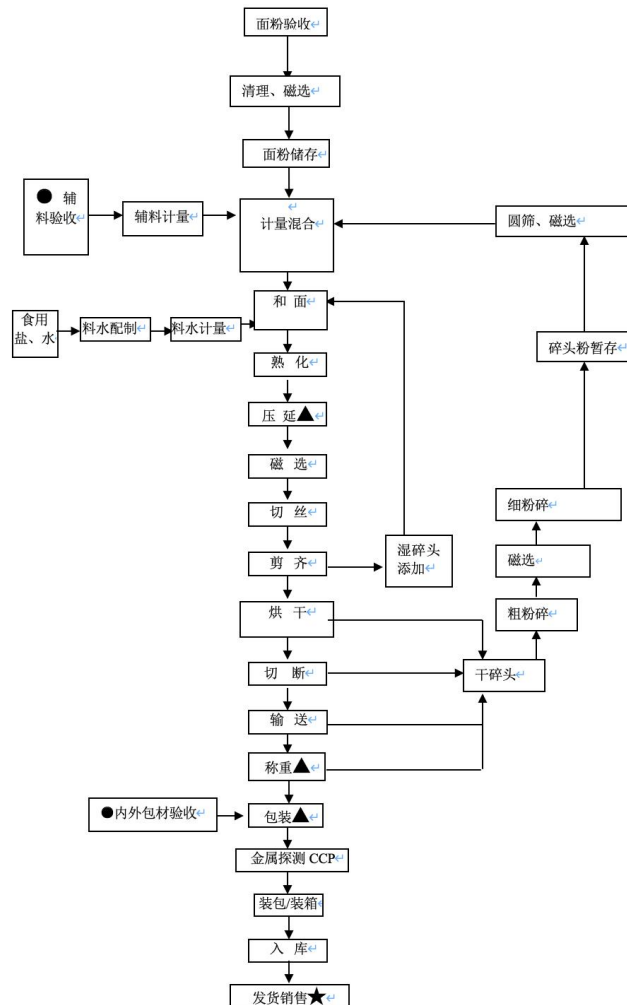 面粉验收
清理、磁选
面粉储存
● 辅
料验收
辅料计量
计量混合
圆筛、磁选
食用
盐、水
料水配制
料水计量
和 面
碎头粉暂存
熟 化
压 延▲
磁 选
切 丝
细粉碎
剪 齐
湿碎头
添加
磁选
烘 干
粗粉碎
切 断
干碎头
输 送
称重▲
●内外包材验收
包装▲
金属探测 CCP
装包/装箱
入 库
发货销售★